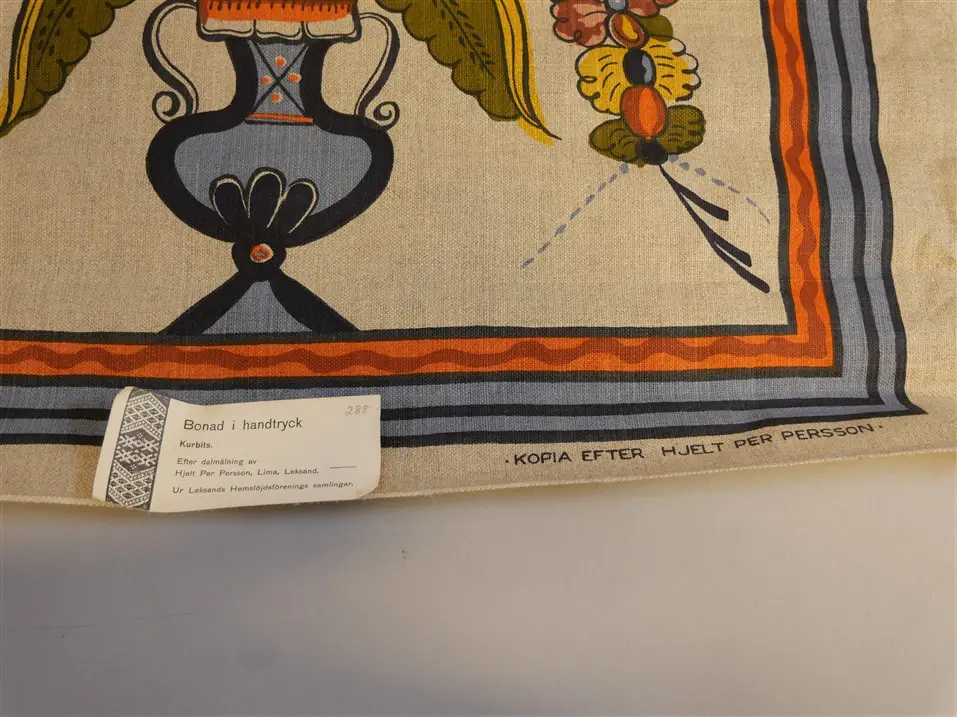 288
Bonad i handtryck
Kurbits.
Efter dalmålning av
Hjelt Per Persson, Lima, Leksand.
Ur Leksands Hemslöjdsförenings samlingar.
· KOPIA EFTER HJELT PER PERSSON ·